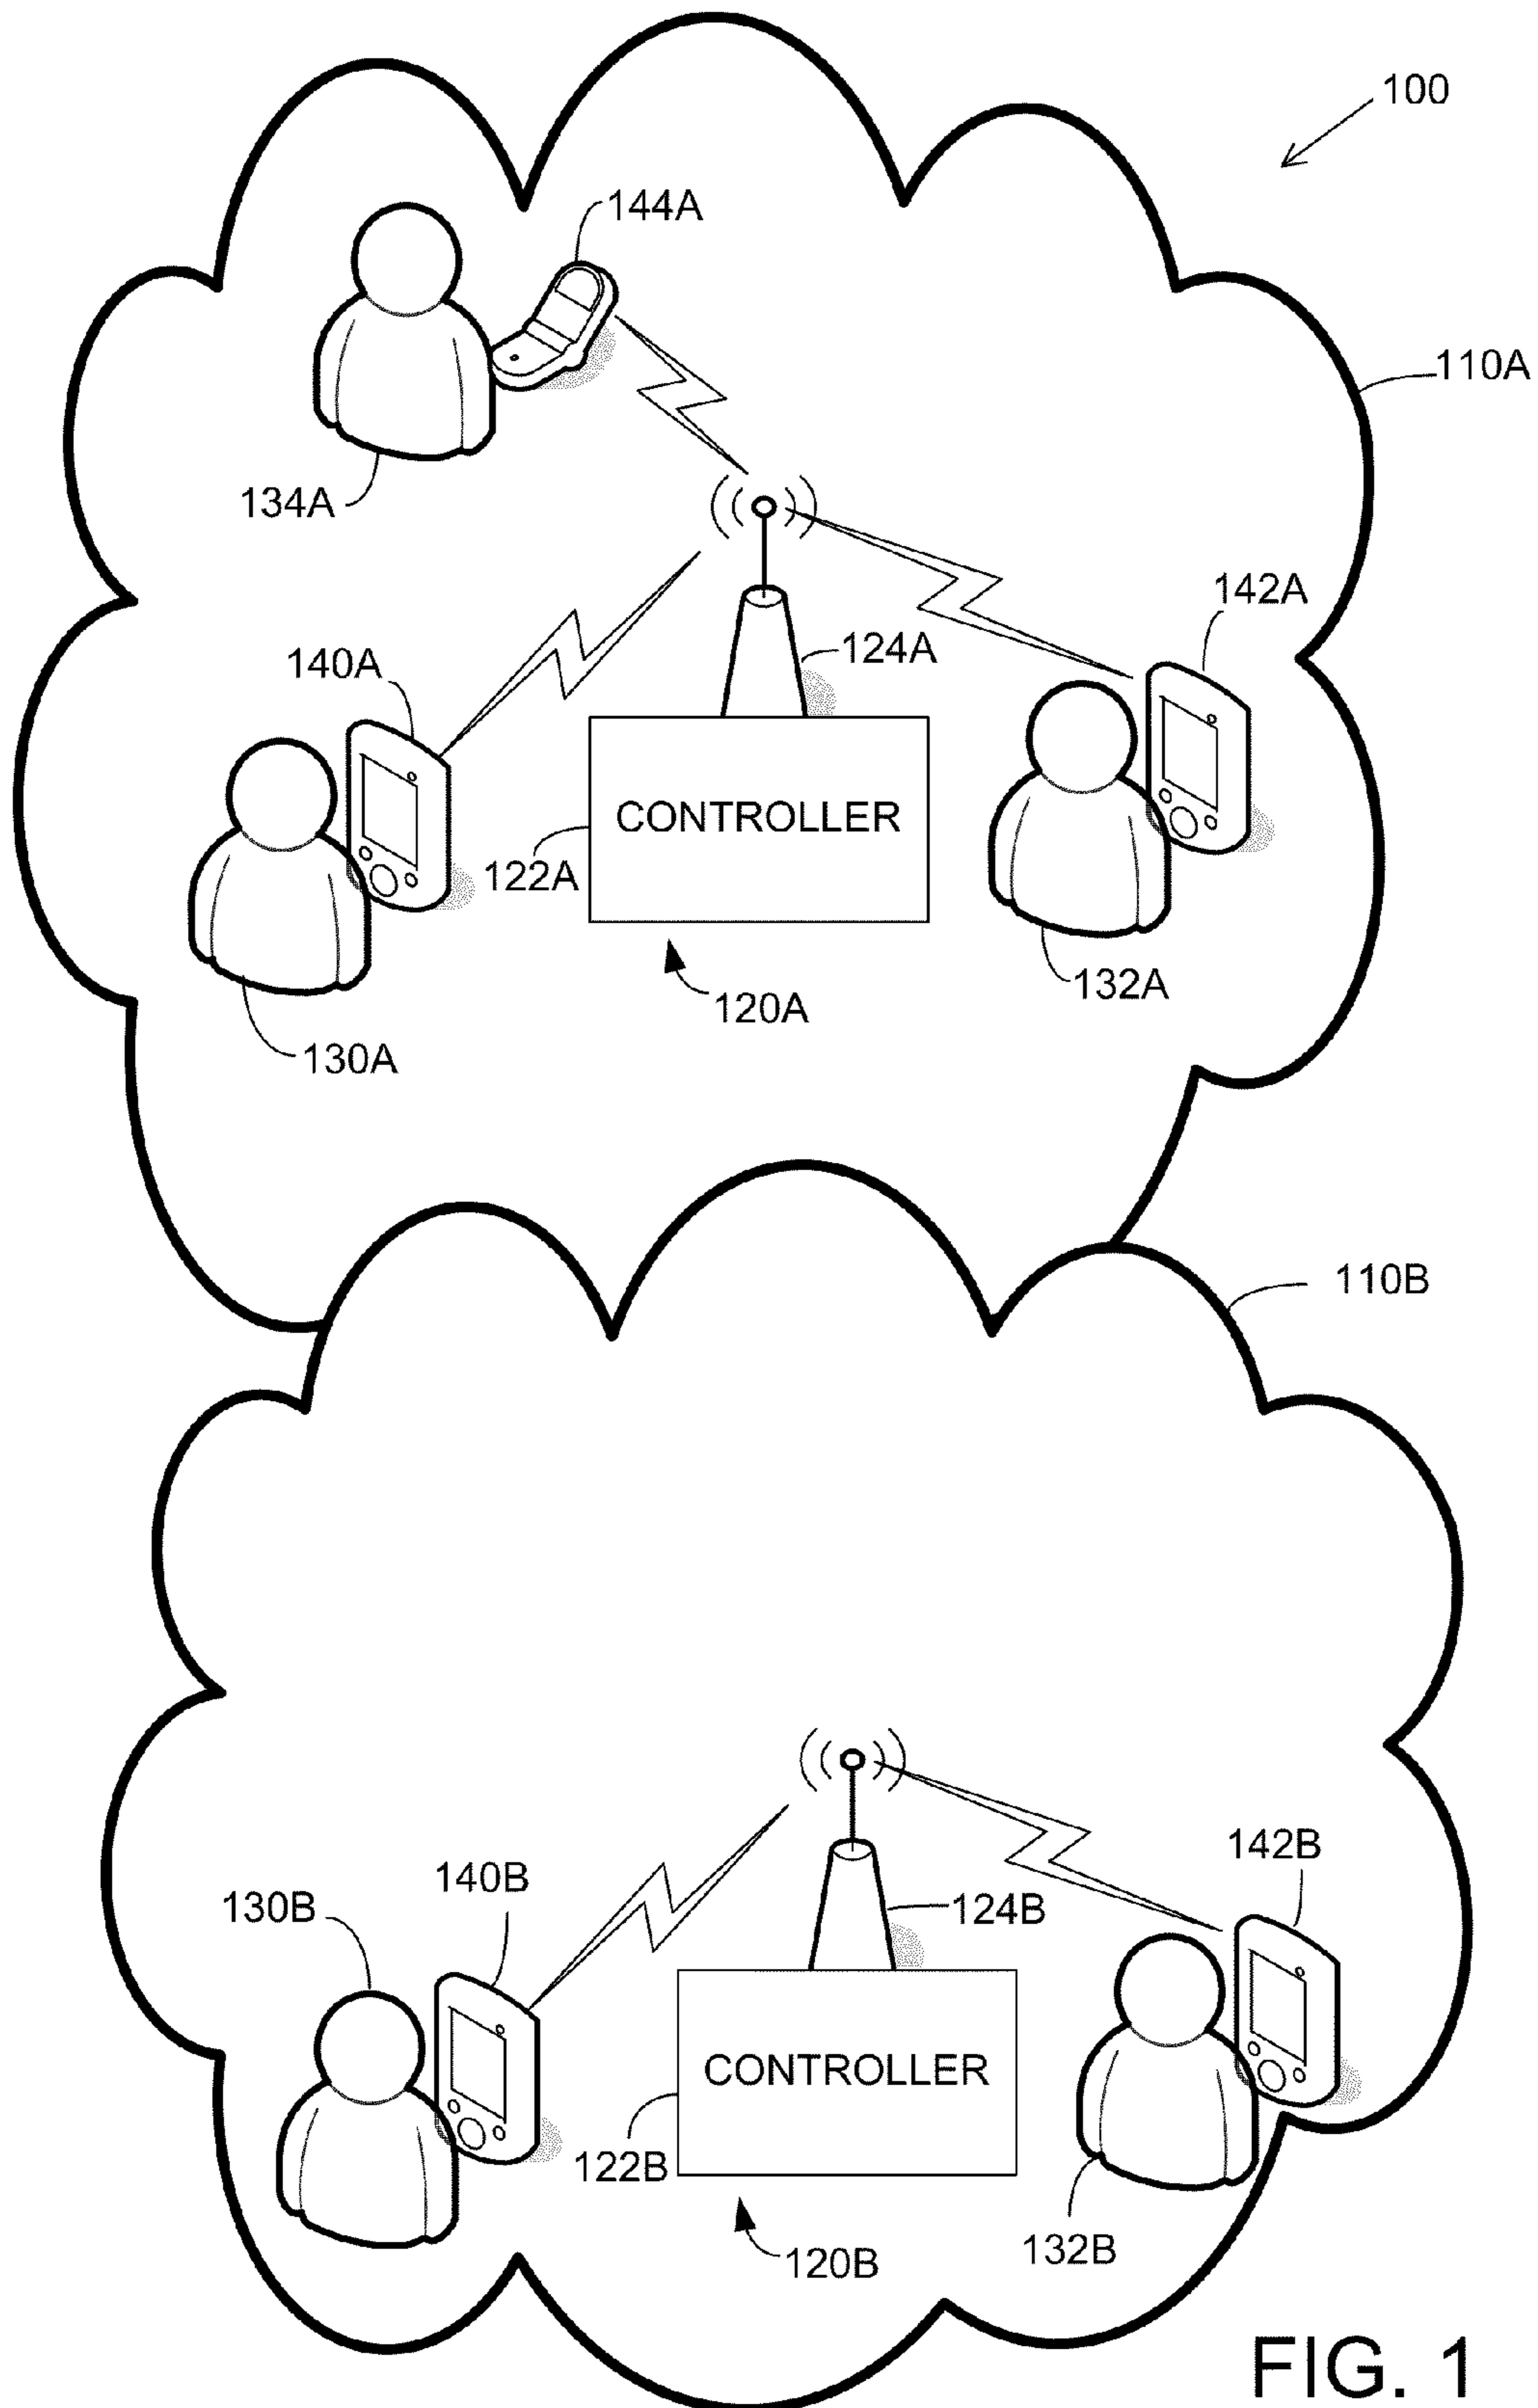 100
144A
110A
134A
142A
124A
140A
CONTROLLER
122A
132A
120A
130A
110B
142B
140B
130B
124B
CONTROLLER
122B
132B
120B
FIG. 1